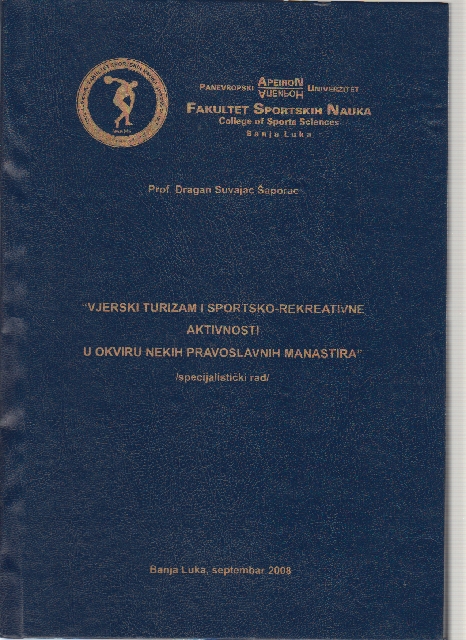 PANEVROPSKI APEIRON UNIVERZITET
FAKULTET SPORTSKIH NAUKA
College of Sports Sciences
Banja Luka
Prof. Dragan Suvajac Šaporac
"VJERSKI TURIZAM I SPORTSKO-REKREATIVNE
AKTIVNOSTI
U OKVIRU NEKIH PRAVOSLAVNIH MANASTIRA"
/specijalistički rad/
Banja Luka, septembar 2008